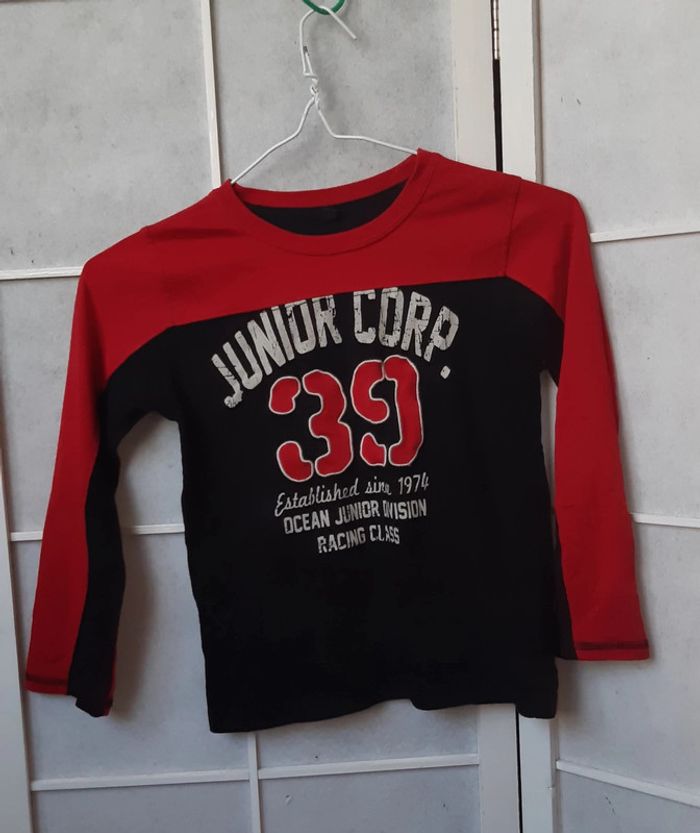 JUNIOR CORP.
39
Established since 1974
OCEAN JUNIOR DIVISION
RACING CLASS